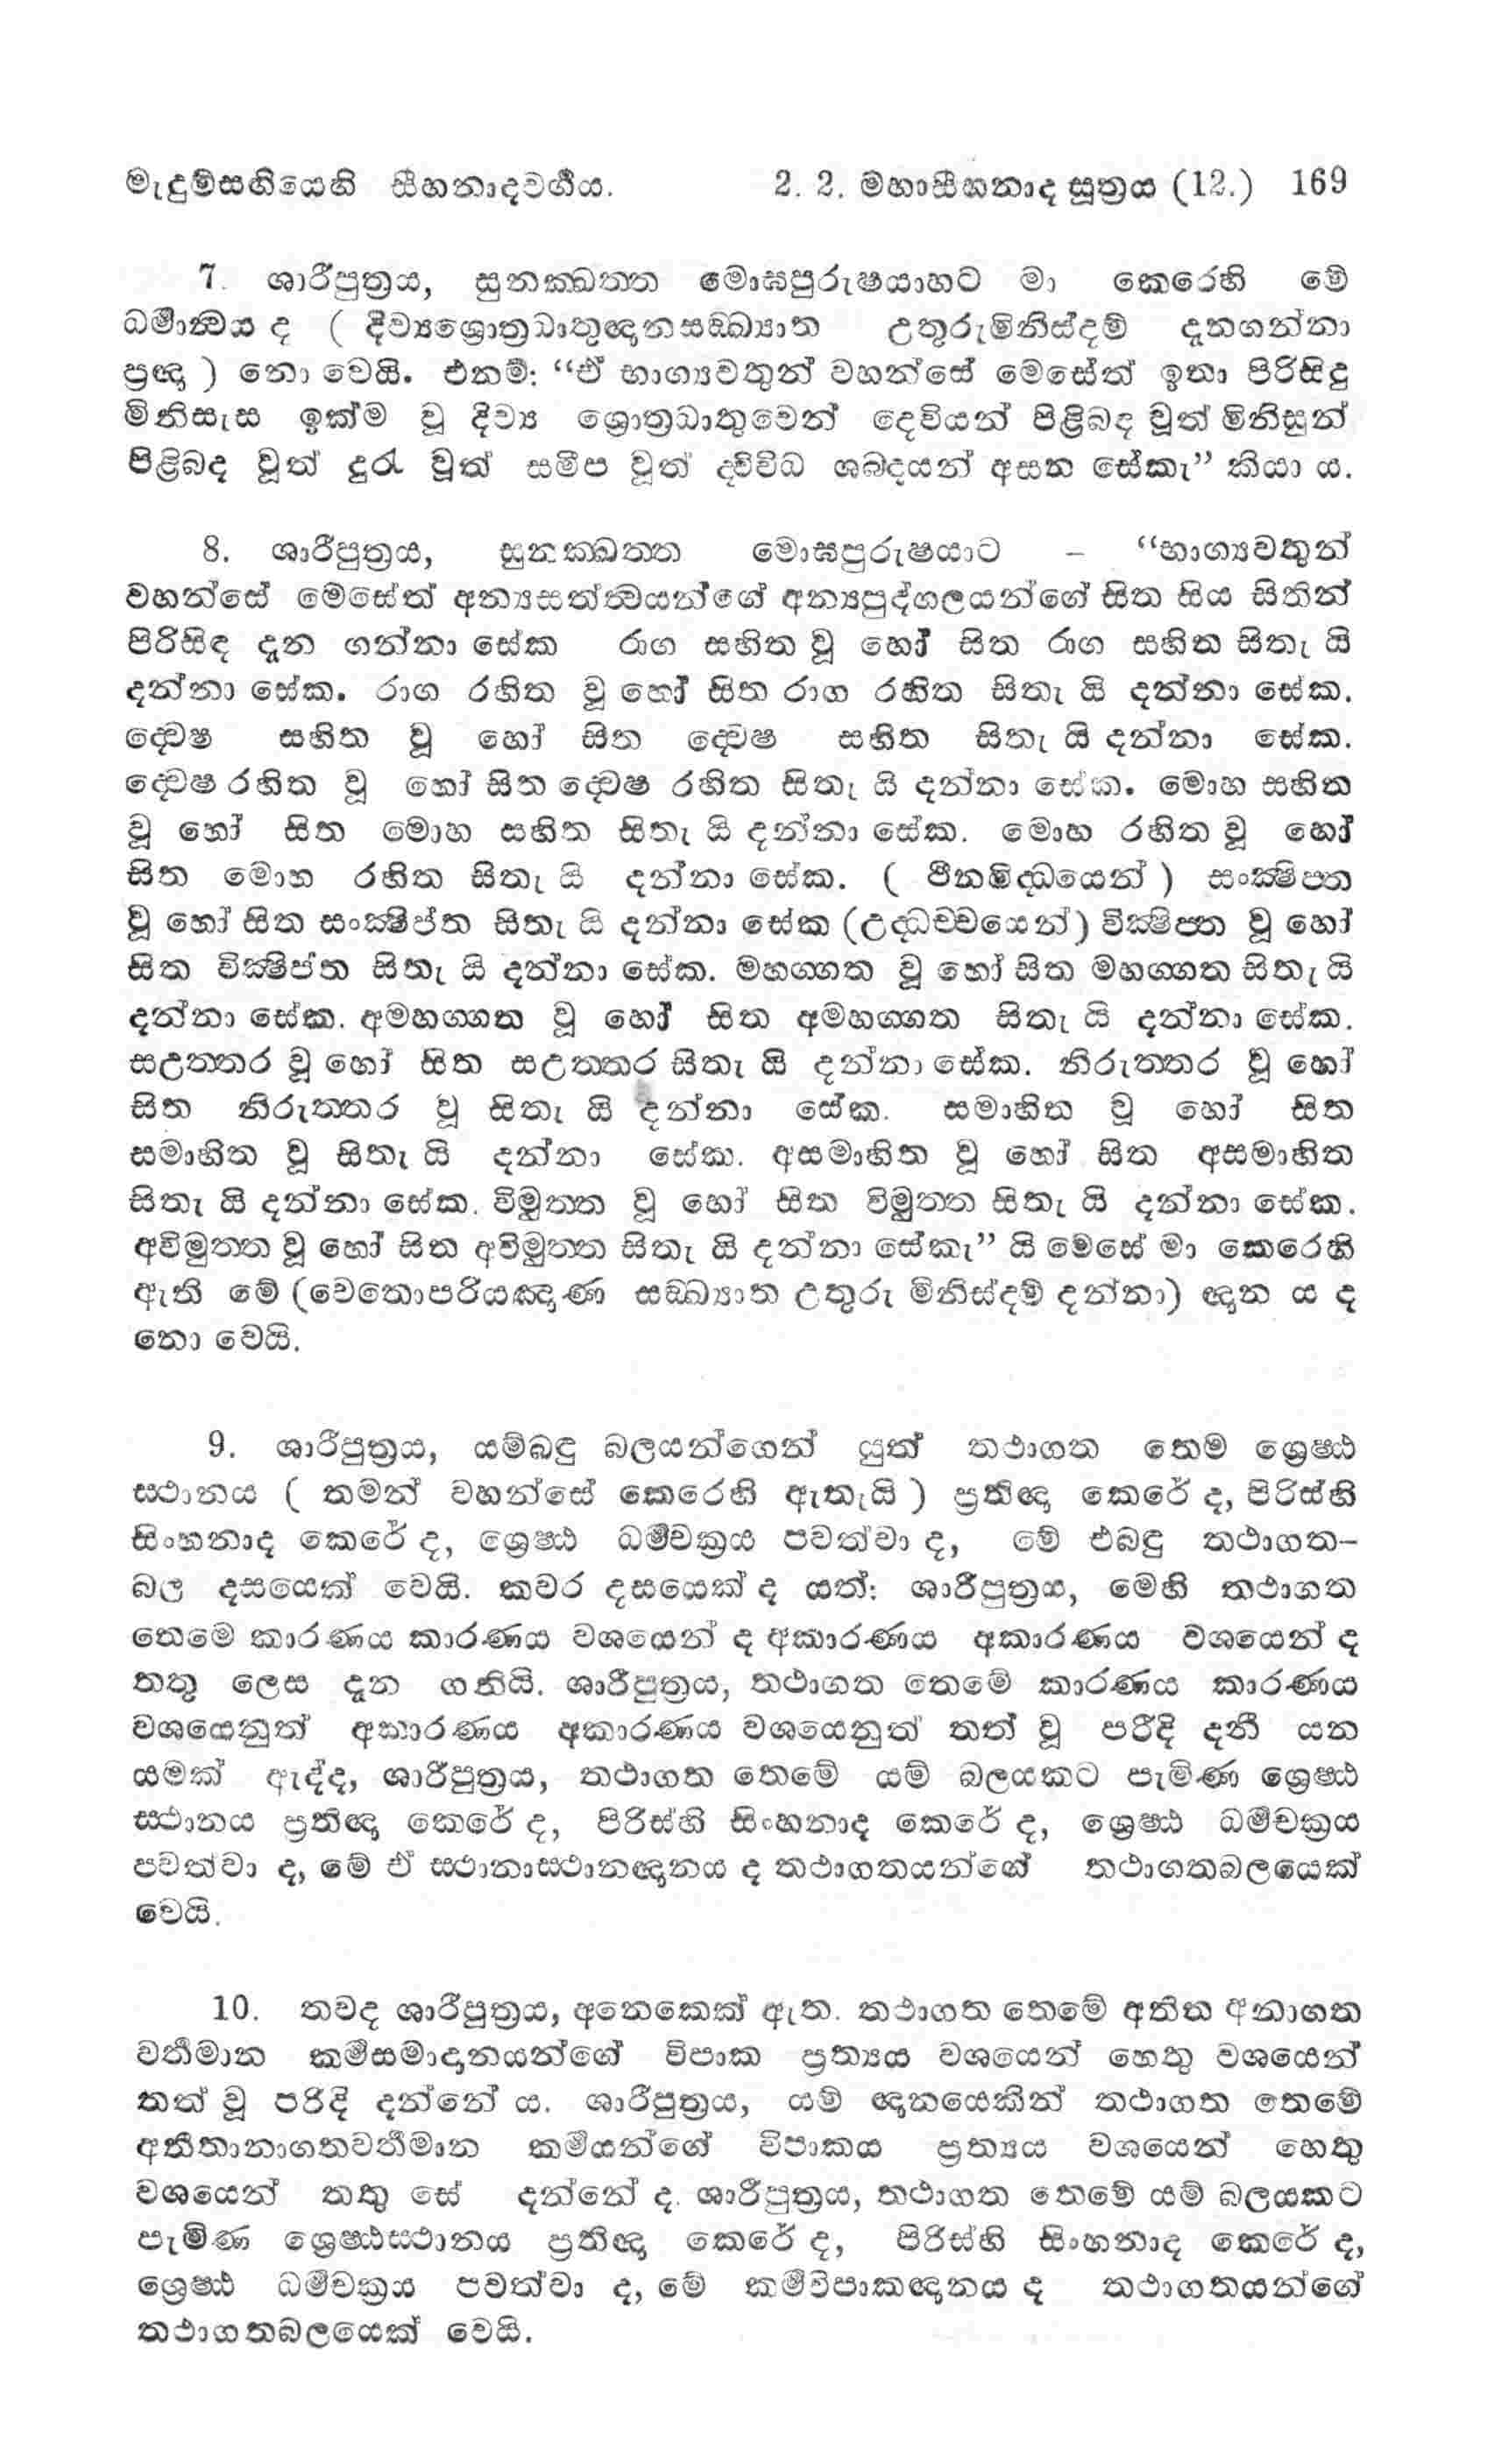 මැදුම්සඟියෙහි සීහනාදවර්‍ගය. 2. 2. මහාසීහනාද සූත්‍රය (12.) 169
7. ශාරීපුත්‍රය, සුනක්ඛත්ත මොඝපුරුෂයාහට මා කෙරෙහි මේ
ධර්‍මාන්‍වය ද ( දිව්‍යශ්‍රොත්‍රධාතුඥානසඞ්ඛ්‍යාත උතුරුමිනිස්දම් දැනගන්නා
ප්‍රඥා ) නො වෙයි. එනම්: “ඒ භාග්‍යවතුන් වහන්සේ මෙසේත් ඉතා පිරිසිදු
මිනිසැස ඉක්ම වූ දිව්‍ය ශ්‍රොත්‍රධාතුවෙන් දෙවියන් පිළිබද වූත් මිනිසුන්
පිළිබද වූත් දුරැ වූත් සමීප වූත් ද්විවිධ ශබ්දයන් අසන සේකැ” කියා ය.
8. ශාරීපුත්‍රය, සුනක්ඛත්ත මොඝපුරුෂයාට – “භාග්‍යවතුන්
වහන්සේ මෙසේත් අන්‍යසත්ත්‍වයන්ගේ අන්‍යපුද්ගලයන්ගේ සිත සිය සිතින්
පිරිසිඳ දැන ගන්නා සේක රාග සහිත වූ හෝ සිත රාග සහිත සිතැ යි
දන්නා සේක. රාග රහිත වූ හෝ සිත රාග රහිත සිතැ යි දන්නා සේක.
ද්‍වෙෂ සහිත වූ හෝ සිත ද්‍වෙෂ සහිත සිතැ යි දන්නා සේක.
ද්‍වෙෂ රහිත වූ හෝ සිත ද්‍වෙෂ රහිත සිතැ යි දන්නා සේක. මොහ සහිත
වූ හෝ සිත මොහ සහිත සිතැ යි දන්නා සේක. මොහ රහිත වූ හෝ
සිත මොහ රහිත සිතැ යි දන්නා සේක. ( ථීනමිද්ධයෙන් ) සංක්‍ෂිප්ත
වූ හෝ සිත සංක්‍ෂිප්ත සිතැ යි දන්නා සේක (උද්ධච්චයෙන්) වික්‍ෂිප්ත වූ හෝ
සිත වික්‍ෂිප්ත සිතැ යි දන්නා සේක. මහග්ගත වූ හෝ සිත මහග්ගත සිතැ යි
දන්නා සේක. අමහග්ගත වූ හෝ සිත අමහග්ගත සිතැ යි දන්නා සේක.
සඋත්තර වූ හෝ සිත සඋත්තර සිතැ යි දන්නා සේක. නිරුත්තර වූ හෝ
සිත නිරුත්තර වූ සිතැ යි දන්නා සේක. සමාහිත වූ හෝ සිත
සමාහිත වූ සිතැ යි දන්නා සේක. අසමාහිත වූ හෝ සිත අසමාහිත
සිතැ යි දන්නා සේක. විමුත්ත වූ හෝ සිත විමුත්ත සිතැ යි දන්නා සේක.
අවිමුත්ත වූ හෝ සිත අවිමුත්ත සිතැ යි දන්නා සේකැ” යි මෙසේ මා කෙරෙහි
ඇති මේ (චෙතොපරියඤාණ සඞ්ඛ්‍යාත උතුරු මිනිස්දම් දන්නා) ඥාන ය ද
නො වෙයි.
9. ශාරීපුත්‍රය, යම්බඳු බලයන්ගෙන් යුත් තථාගත තෙම ශ්‍රෙෂ්ඨ
ස්ථානය ( තමන් වහන්සේ කෙරෙහි ඇතැයි ) ප්‍රතිඥා කෙරේ ද, පිරිස්හි
සිංහනාද කෙරේ ද, ශ්‍රෙෂ්ඨ ධර්‍මචක්‍රය පවත්වා ද, මේ එබඳු තථාගත–
බල දසයෙක් වෙයි. කවර දසයෙක් ද යත්: ශාරීපුත්‍රය, මෙහි තථාගත
තෙමෙ කාරණය කාරණය වශයෙන් ද අකාරණය අකාරණය වශයෙන් ද
තතු ලෙස දැන ගනියි. ශාරීපුත්‍රය, තථාගත තෙමේ කාරණය කාරණය
වශයෙනුත් අකාරණය අකාරණය වශයෙනුත් තත් වූ පරිදි දනී යන
යමක් ඇද්ද, ශාරීපුත්‍රය, තථාගත තෙමේ යම් බලයකට පැමිණ ශ්‍රෙෂ්ඨ
ස්ථානය ප්‍රතිඥා කෙරේ ද, පිරිස්හි සිංහනාද කෙරේ ද, ශ්‍රෙෂ්ඨ ධර්‍මචක්‍රය
පවත්වා ද, මේ ඒ ස්ථානාස්ථානඥානය ද තථාගතයන්ගේ තථාගතබලයෙක්
වෙයි.
10. තවද ශාරීපුත්‍රය, අනෙකෙක් ඇත. තථාගත තෙමේ අතීත අනාගත
වර්‍තමාන කර්‍මසමාදානයන්ගේ විපාක ප්‍රත්‍යය වශයෙන් හෙතු වශයෙන්
තත් වූ පරිදි දන්නේ ය. ශාරීපුත්‍රය, යම් ඥානයෙකින් තථාගත තෙමේ
අතීතානාගතවර්‍තමාන කර්‍මයන්ගේ විපාකය ප්‍රත්‍යය වශයෙන් හෙතු
වශයෙන් තතු සේ දන්නේ ද. ශාරීපුත්‍රය, තථාගත තෙමේ යම් බලයකට
පැමිණ ශ්‍රෙෂ්ඨස්ථානය ප්‍රතිඥා කෙරේ ද, පිරිස්හි සිංහනාද කෙරේ ද,
ශ්‍රෙෂ්ඨ ධර්‍මචක්‍රය පවත්වා ද, මේ කර්‍මවිපාකඥානය ද තථාගතයන්ගේ
තථාගතබලයෙක් වෙයි.